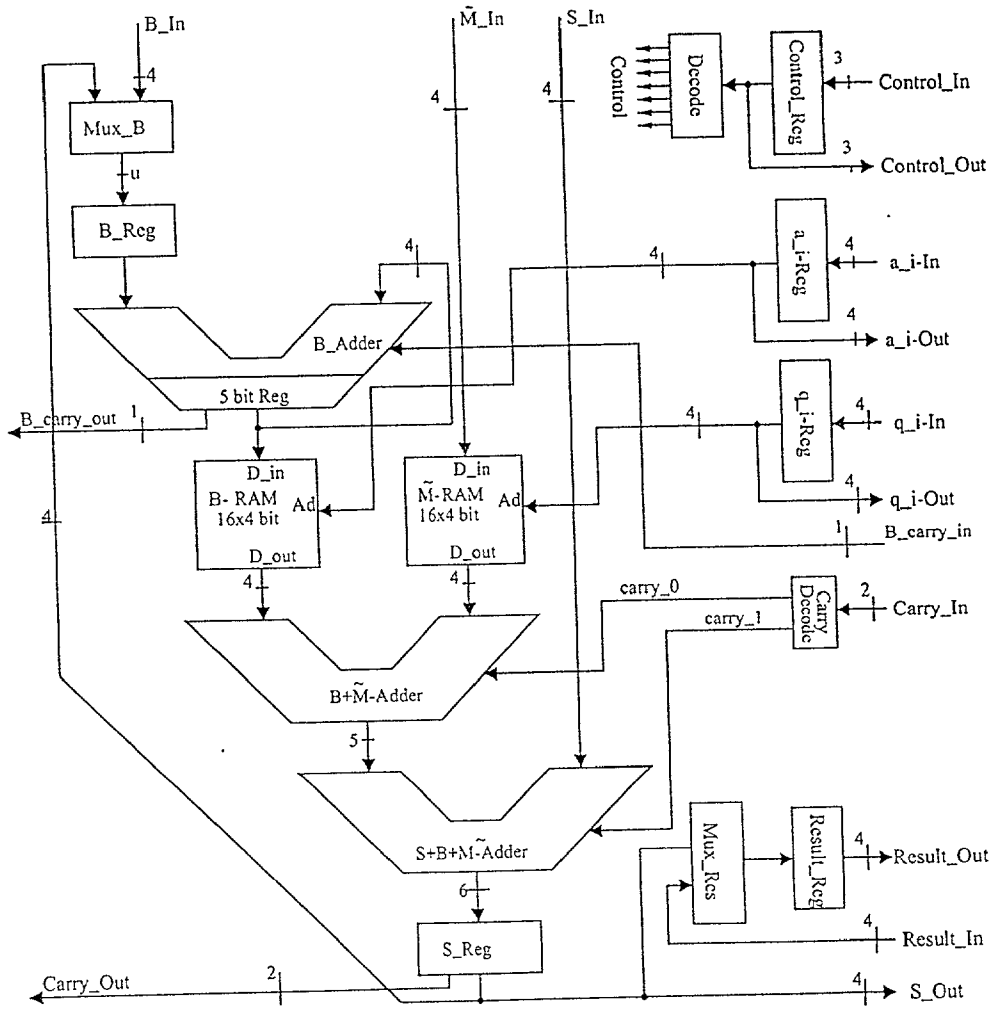 B_In
M̃_In
S_In
4
Mux_B
u
B_Reg
4
4
4
Control
Decode
Control_Reg
3
Control_In
3
Control_Out
a_i-Reg
4
4
a_i-In
4
a_i-Out
B_Adder
5 bit Reg
B_carry_out
1
q_i-Reg
4
4
q_i-In
4
q_i-Out
1
B_carry_in
D_in
B- RAM
16x4 bit
Ad
D_out
D_in
M̃-RAM
16x4 bit
Ad
D_out
4
4
4
carry_0
carry_1
Carry
Decode
2
Carry_In
B+M̃-Adder
5
S+B+M̃-Adder
6
S_Reg
Mux_Res
Result_Reg
4
Result_Out
4
Result_In
Carry_Out
2
4
S_Out